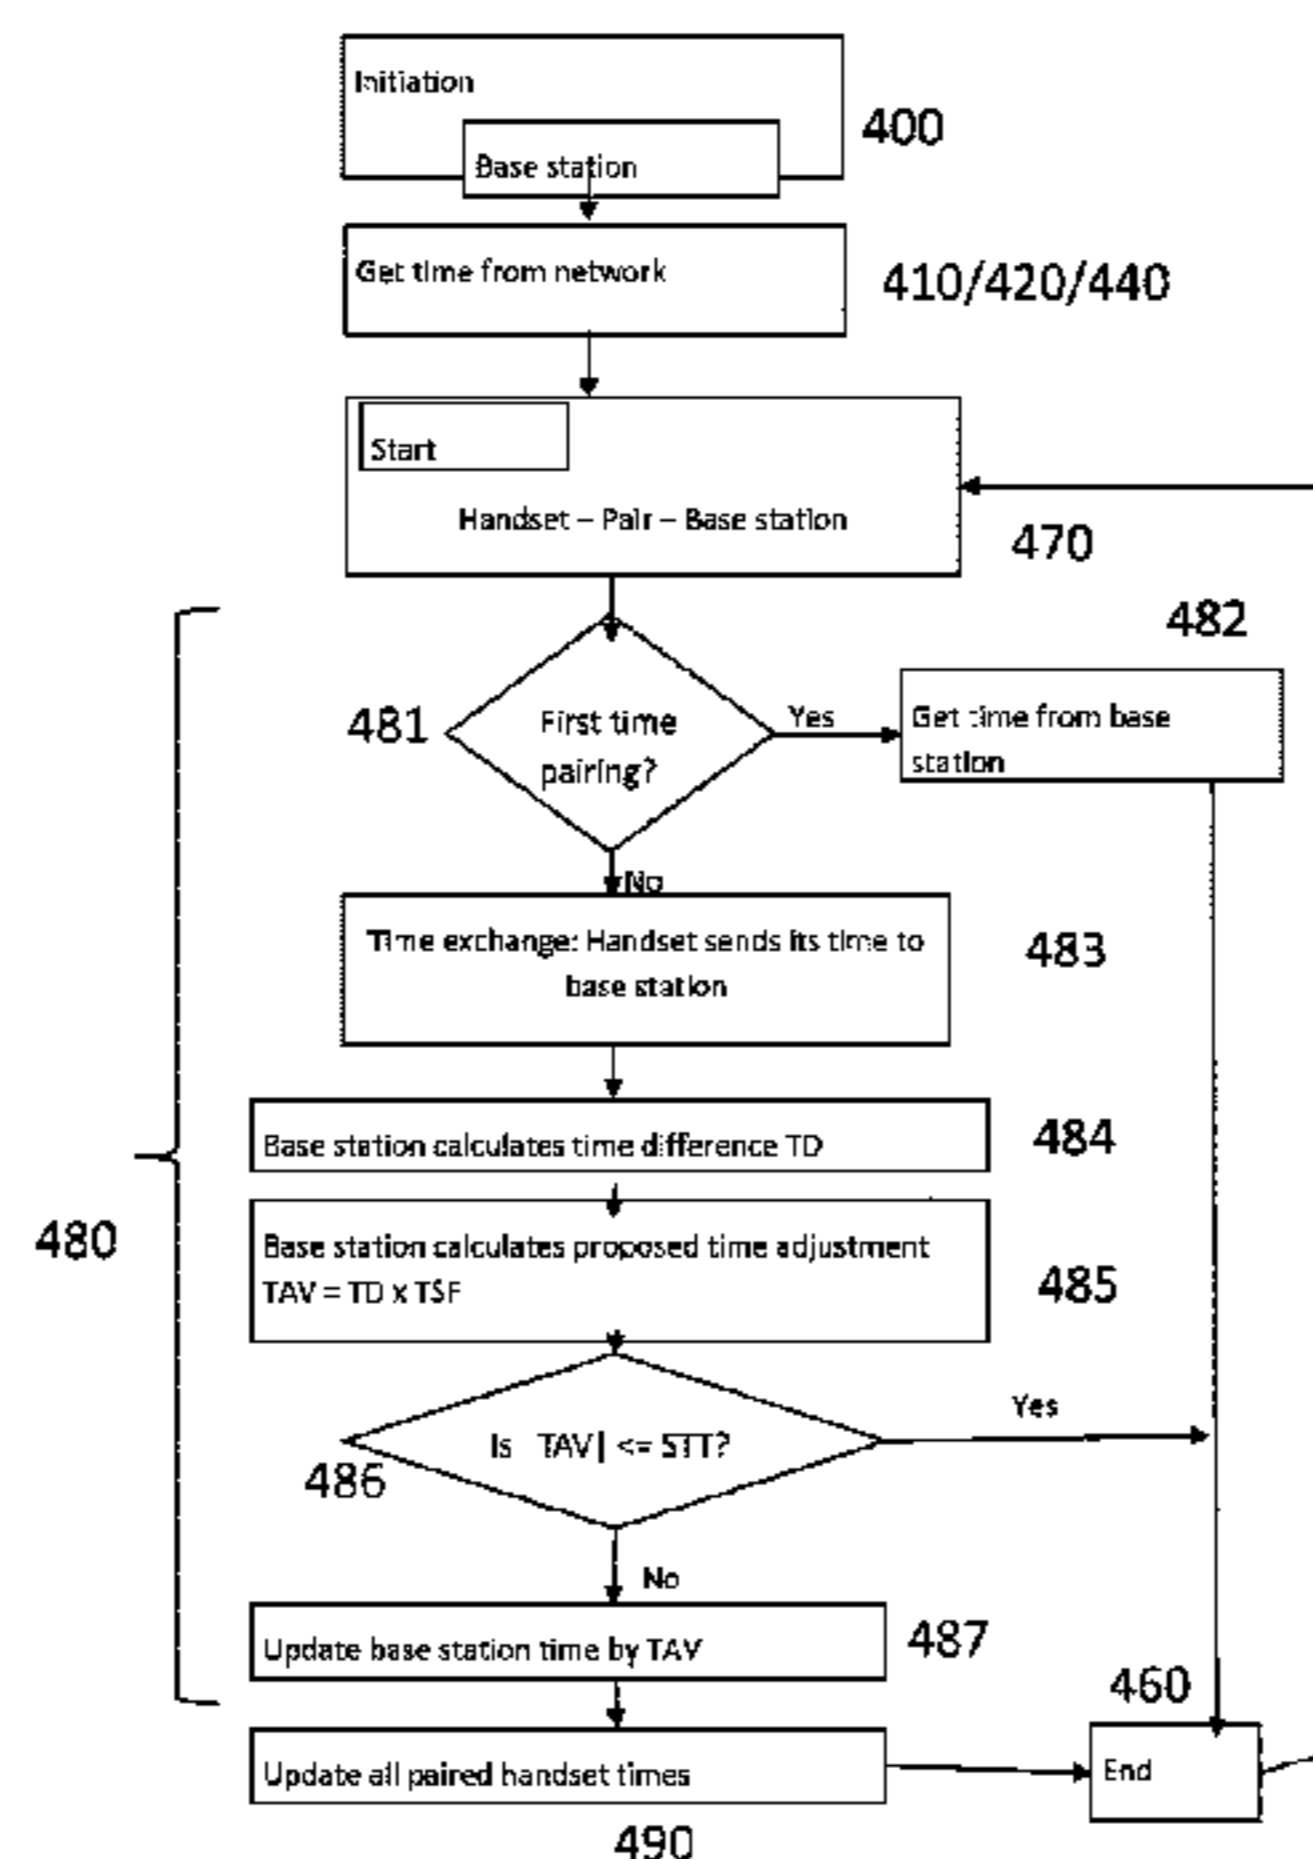 Initiation
400
Base station
Get time from network
410/420/440
Start
Handset – Pair – Base station
470
482
481
First time
pairing?
Yes
Get time from base
station
No
Time exchange: Handset sends its time to
base station
483
Base station calculates time difference TD
484
480
Base station calculates proposed time adjustment
TAV = TD x TSF
485
Yes
Is TAV| <= STT?
486
No
Update base station time by TAV
487
460
Update all paired handset times
End
490